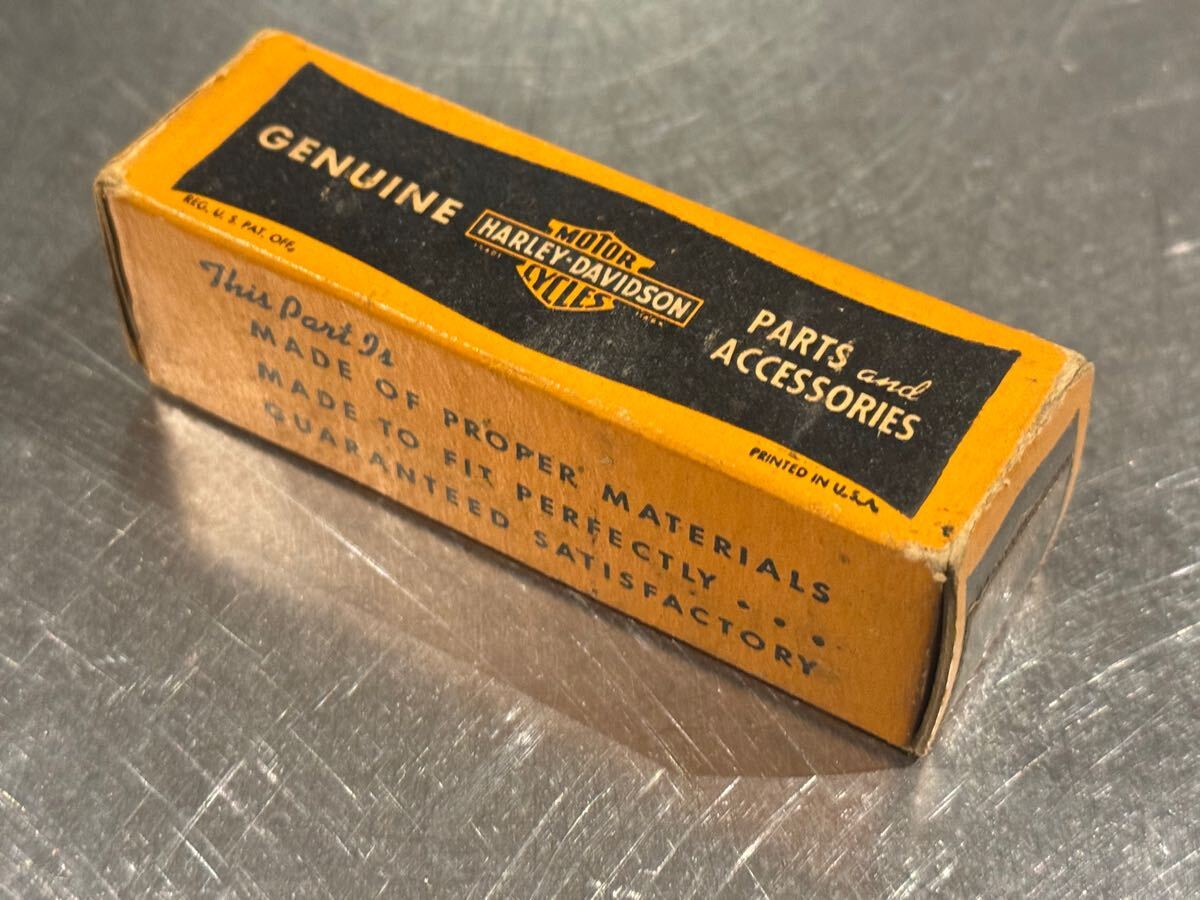 GENUINE
MOTOR
HARLEY-DAVIDSON
CYCLES
PARTS and
ACCESSORIES
REG. U. S. PAT. OFF.
PRINTED IN U.S.A.
This Part Is
MADE OF PROPER MATERIALS
MADE TO FIT PERFECTLY . . .
GUARANTEED SATISFACTORY